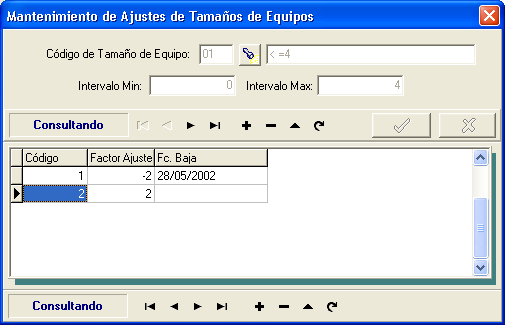 Mantenimiento de Ajustes de Tamaños de Equipos
Código de Tamaño de Equipo: 01 < =4
Intervalo Min: 0 Intervalo Max: 4
Consultando
Código Factor Ajuste Fc. Baja
1 -2 28/05/2002
2 2
Consultando